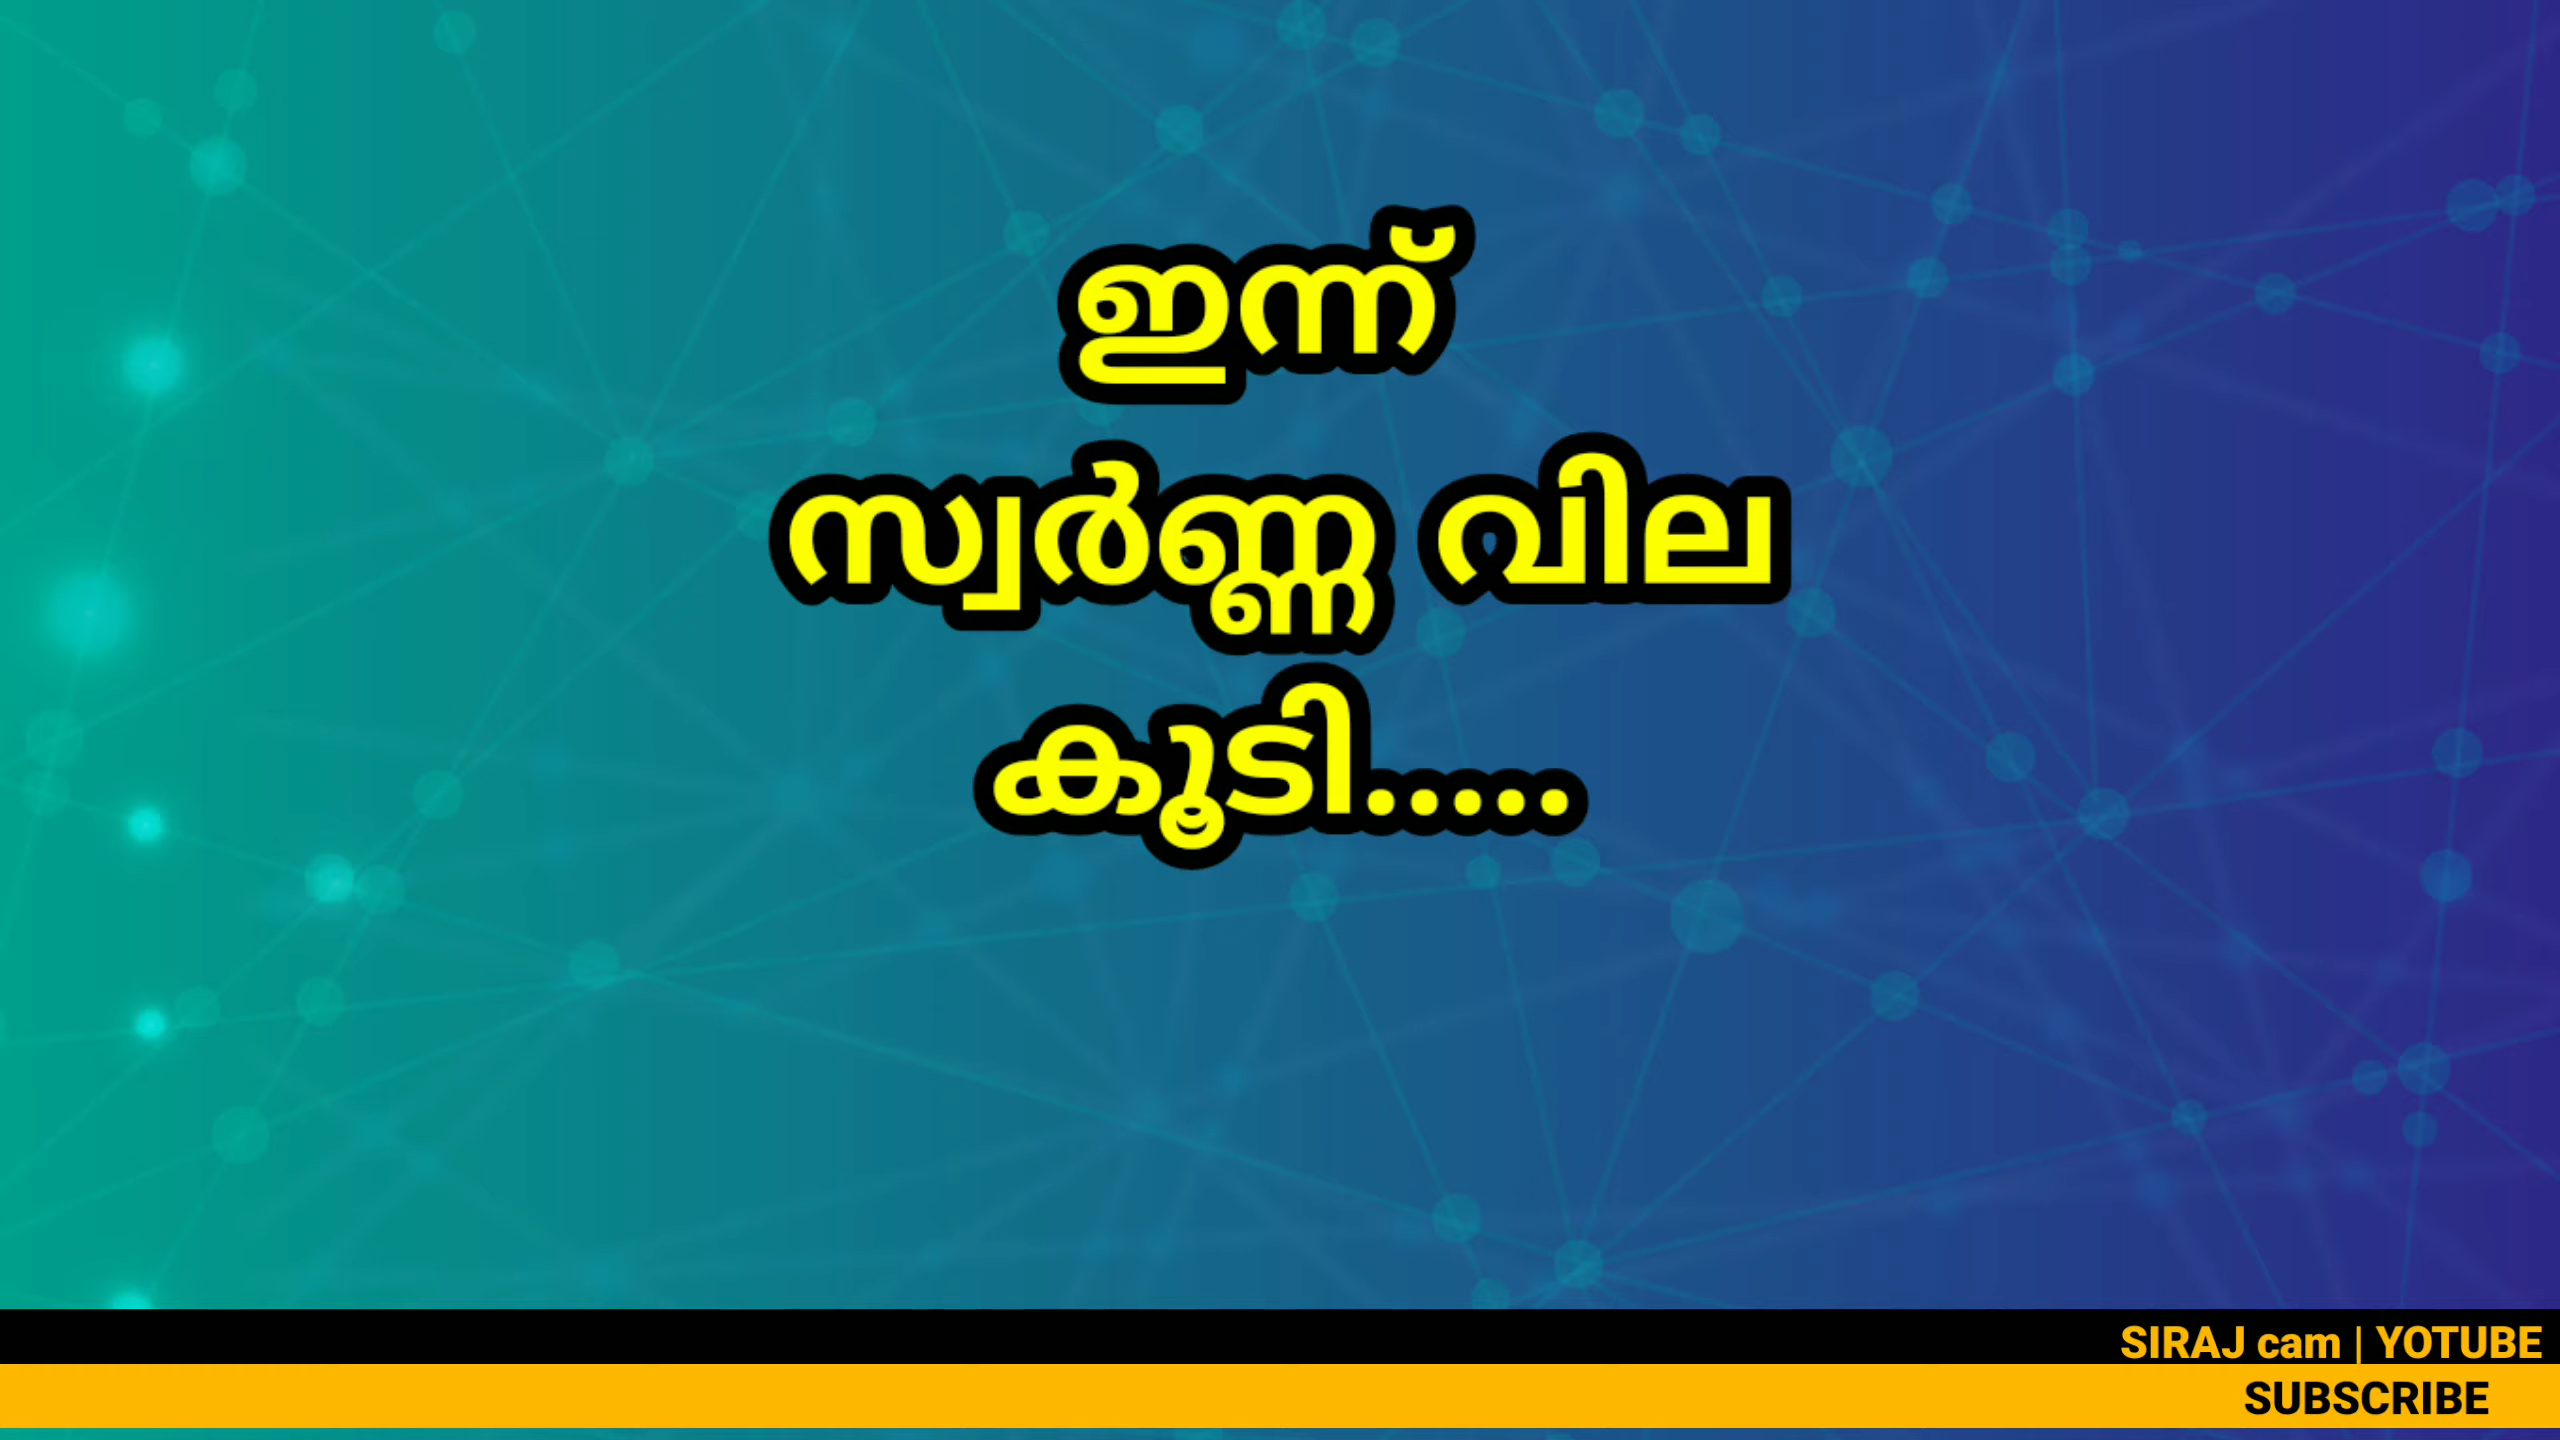 ഇന്ന്
സ്വർണ്ണ വില
കൂടി.....
SIRAJ cam | YOTUBE
SUBSCRIBE